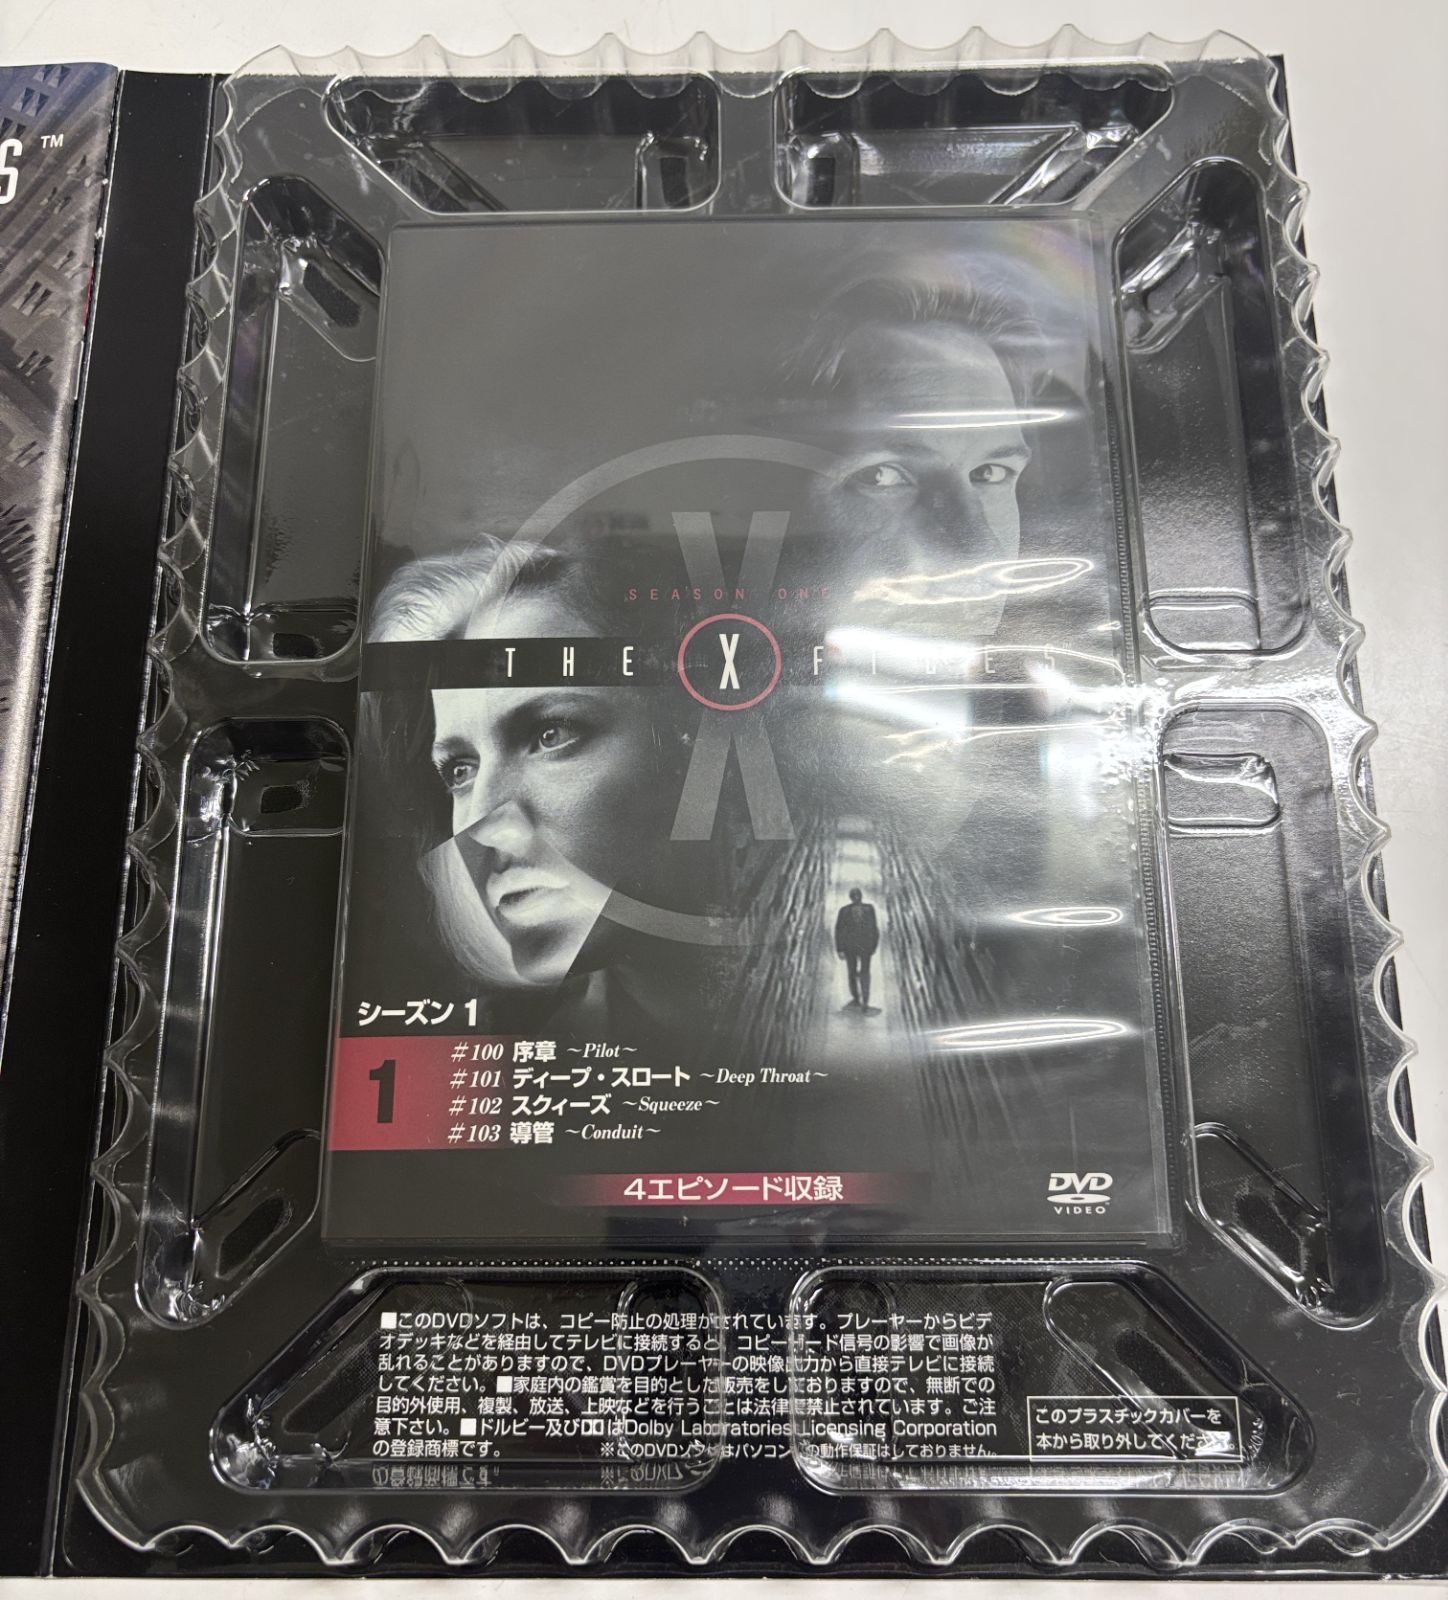 S™
SEASON ONE
THE X FILES
シーズン 1
1
#100 序章 ~Pilot~
#101 ディープ・スロート ~Deep Throat~
#102 スクィーズ ~Squeeze~
#103 導管 ~Conduit~
4エピソード収録
DVD
VIDEO
■このDVDソフトは、コピー防止の処理がされています。プレーヤーからビデ
オデッキなどを経由してテレビに接続すると、コピーガード信号の影響で画像が
乱れることがありますので、DVDプレーヤーの映像出力から直接テレビに接続
してください。■家庭内の鑑賞を目的とした販売をしておりますので、無断での
目的外使用、複製、放送、上映などを行うことは法律で禁止されています。ご注
意下さい。■ドルビー及びDDはDolby Laboratories Licensing Corporation
の登録商標です。 ※このDVDソフトはパソコンでの動作保証はしておりません。
このプラスチックカバーを
本から取り外してください。